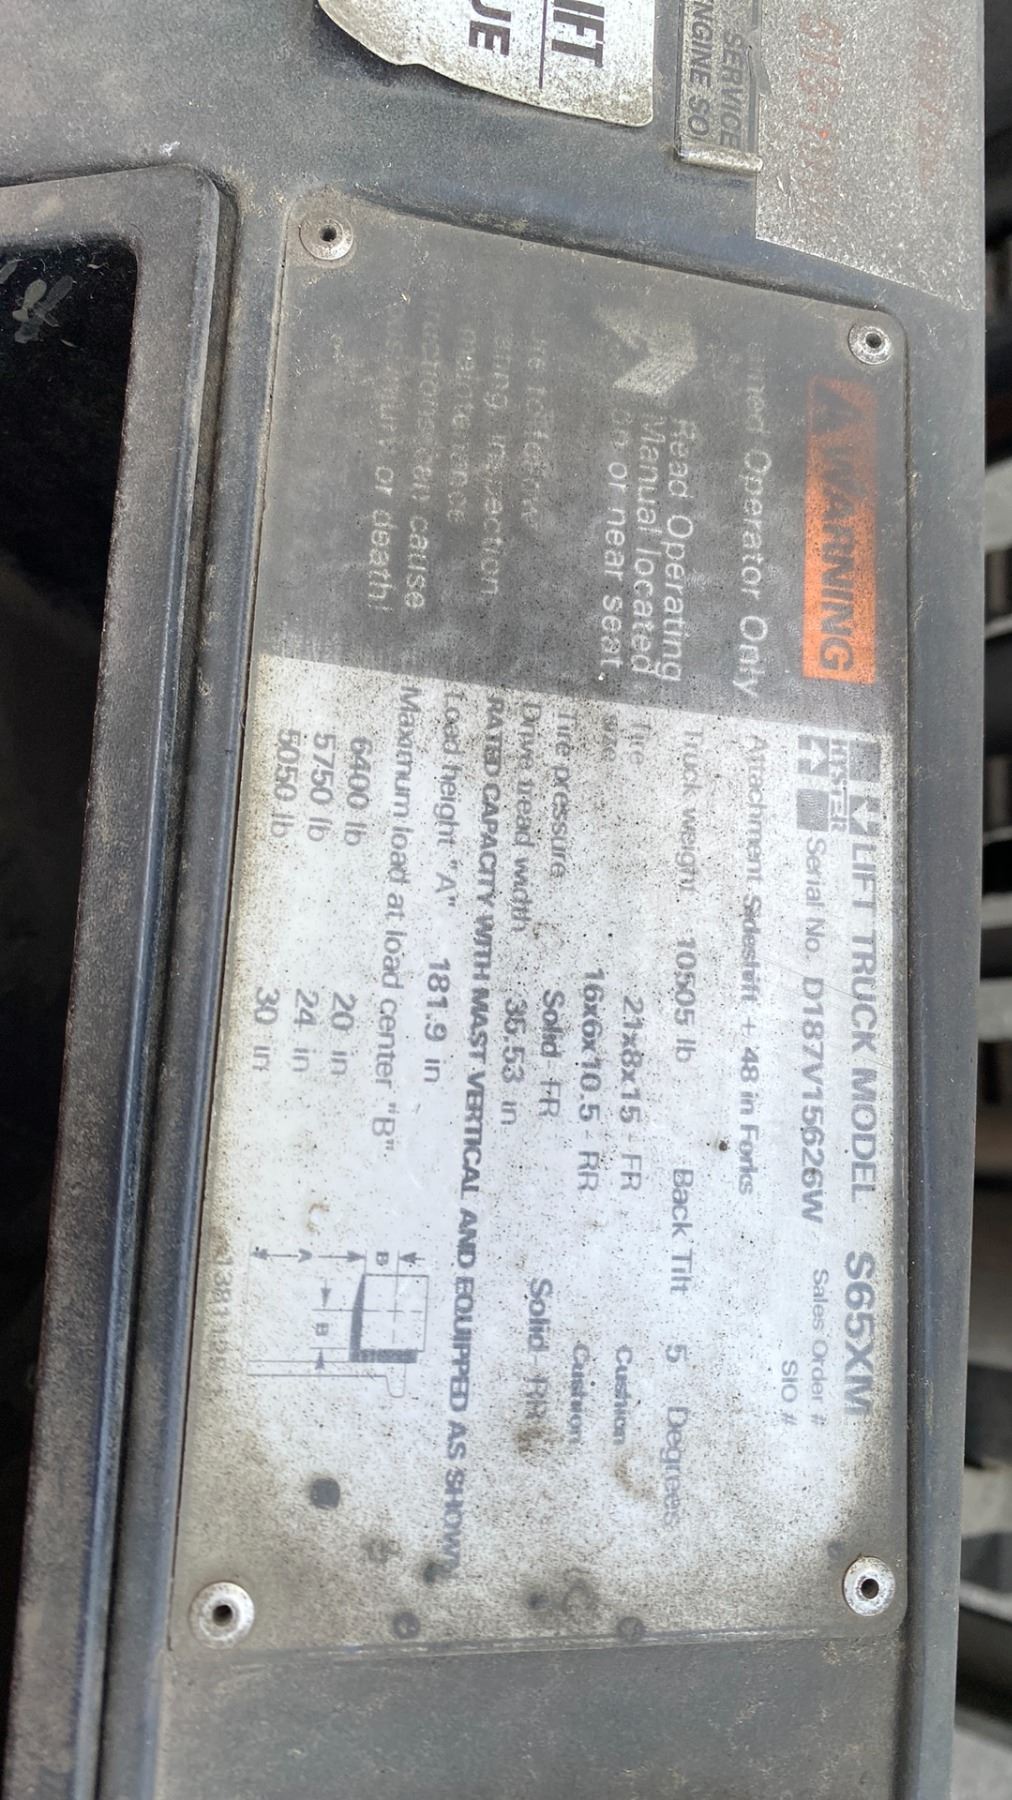 IFT
UE
SERVICE
NGINE SO
WARNING
Operator Only
Read Operating
Manual located
on or near seat
cause
or death!
HYSTER
LIFT TRUCK MODEL S65XM
Serial No. D187V15626W Sales Order #
SIO #
Attachment Sideshift + 48 in Forks
Truck weight 10505 lb Back Tilt 5 Degrees
Tire 21x8x15 - FR Cushion
size 16x6x10.5 - RR Cushion
Tire pressure Solid - FR Solid - RR
Drive tread width 35.53 in
RATED CAPACITY WITH MAST VERTICAL AND EQUIPPED AS SHOWN
Load height "A" 181.9 in
Maximum load at load center "B".
6400 lb 20 in
5750 lb 24 in
5050 lb 30 in
B
A
B